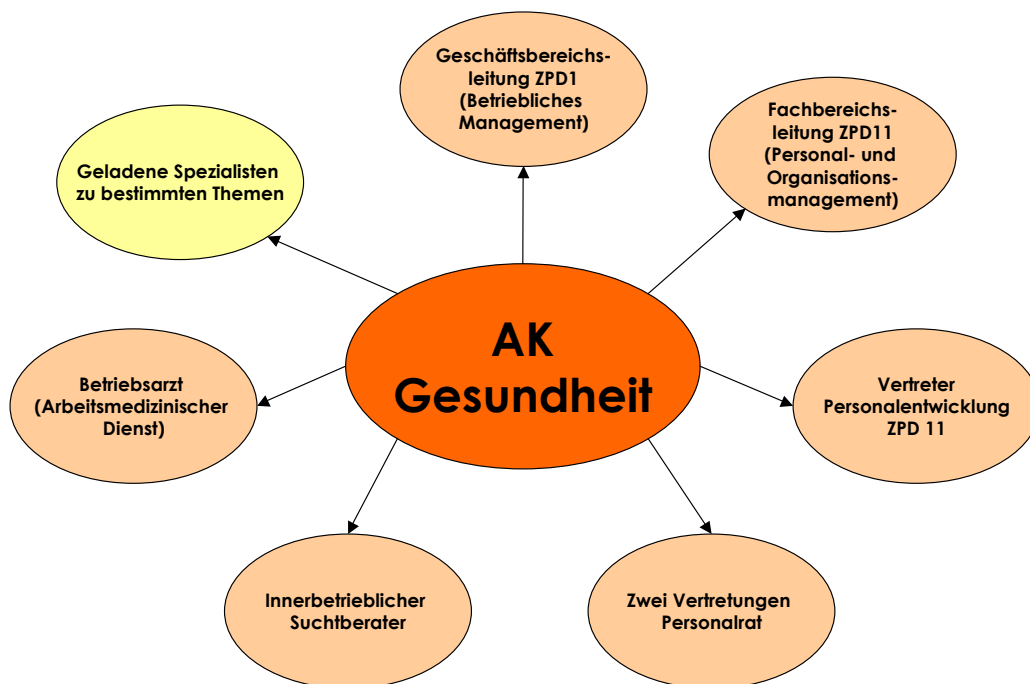 Geschäftsbereichs-
leitung ZPD1
(Betriebliches
Management)
Fachbereichs-
leitung ZPD11
(Personal- und
Organisations-
management)
Geladene Spezialisten
zu bestimmten Themen
AK
Gesundheit
Betriebsarzt
(Arbeitsmedizinischer
Dienst)
Vertreter
Personalentwicklung
ZPD 11
Innerbetrieblicher
Suchtberater
Zwei Vertretungen
Personalrat